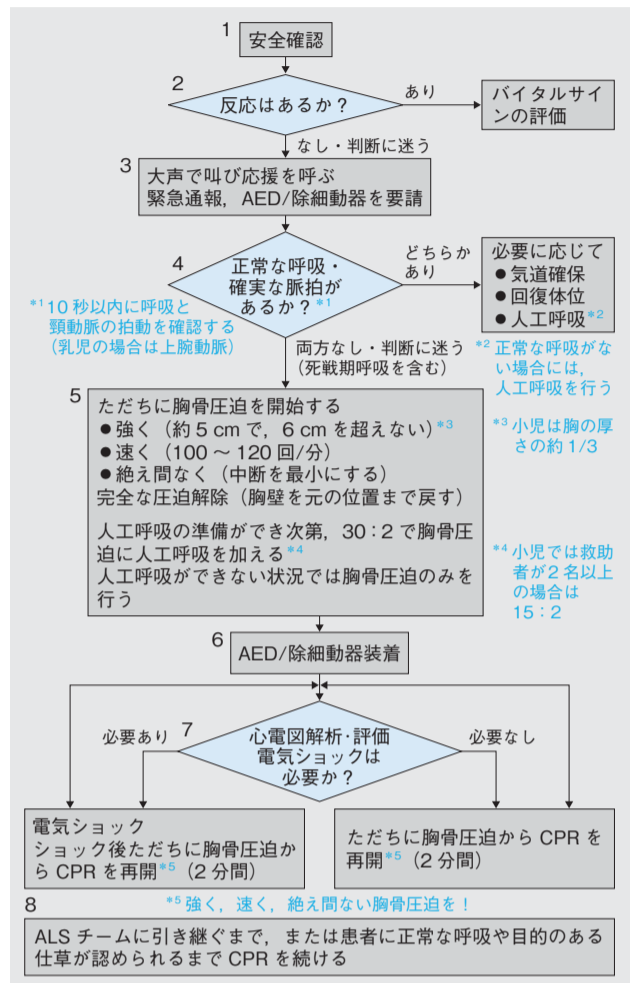 1
安全確認
2
反応はあるか？
あり
バイタルサイ
ンの評価
なし・判断に迷う
3
大声で叫び応援を呼ぶ
緊急通報，AED/除細動器を要請
4
正常な呼吸・
確実な脈拍が
あるか？*1
どちらか
あり
必要に応じて
●気道確保
●回復体位
●人工呼吸*2
*1 10秒以内に呼吸と
頸動脈の拍動を確認する
（乳児の場合は上腕動脈）
*2 正常な呼吸がな
い場合には，
人工呼吸を行う
両方なし・判断に迷う
（死戦期呼吸を含む）
5
ただちに胸骨圧迫を開始する
●強く（約5 cmで，6 cmを超えない）*3
●速く（100～120回/分）
●絶え間なく（中断を最小にする）
完全な圧迫解除（胸壁を元の位置まで戻す）
人工呼吸の準備ができ次第，30：2で胸骨圧
迫に人工呼吸を加える*4
人工呼吸ができない状況では胸骨圧迫のみを
行う
*3 小児は胸の厚
さの約1/3
*4 小児では救助
者が2名以上
の場合は
15：2
6
AED/除細動器装着
7
心電図解析・評価
電気ショックは
必要か？
必要あり
必要なし
電気ショック
ショック後ただちに胸骨圧迫か
らCPRを再開*5（2分間）
ただちに胸骨圧迫からCPRを
再開*5（2分間）
*5 強く，速く，絶え間ない胸骨圧迫を！
8
ALSチームに引き継ぐまで，または患者に正常な呼吸や目的のある
仕草が認められるまでCPRを続ける